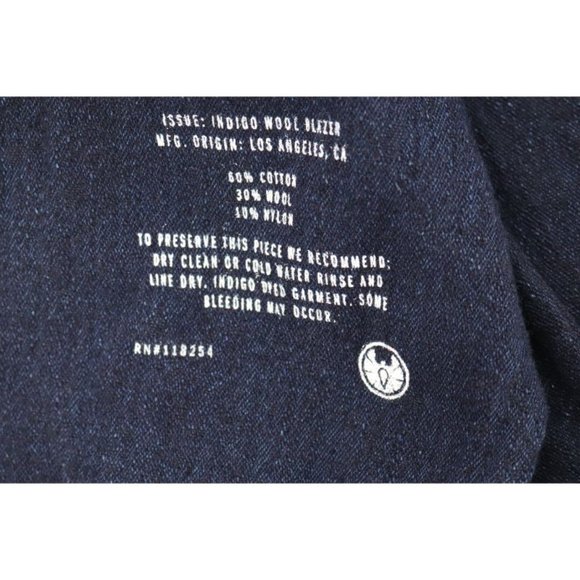 ISSUE: INDIGO WOOL BLAZER
MFG. ORIGIN: LOS ANGELES, CA
60% COTTON
30% WOOL
10% NYLON
TO PRESERVE THIS PIECE WE RECOMMEND:
DRY CLEAN OR COLD WATER RINSE AND
LINE DRY. INDIGO DYED GARMENT. SOME
BLEEDING MAY OCCUR.
RN#118254